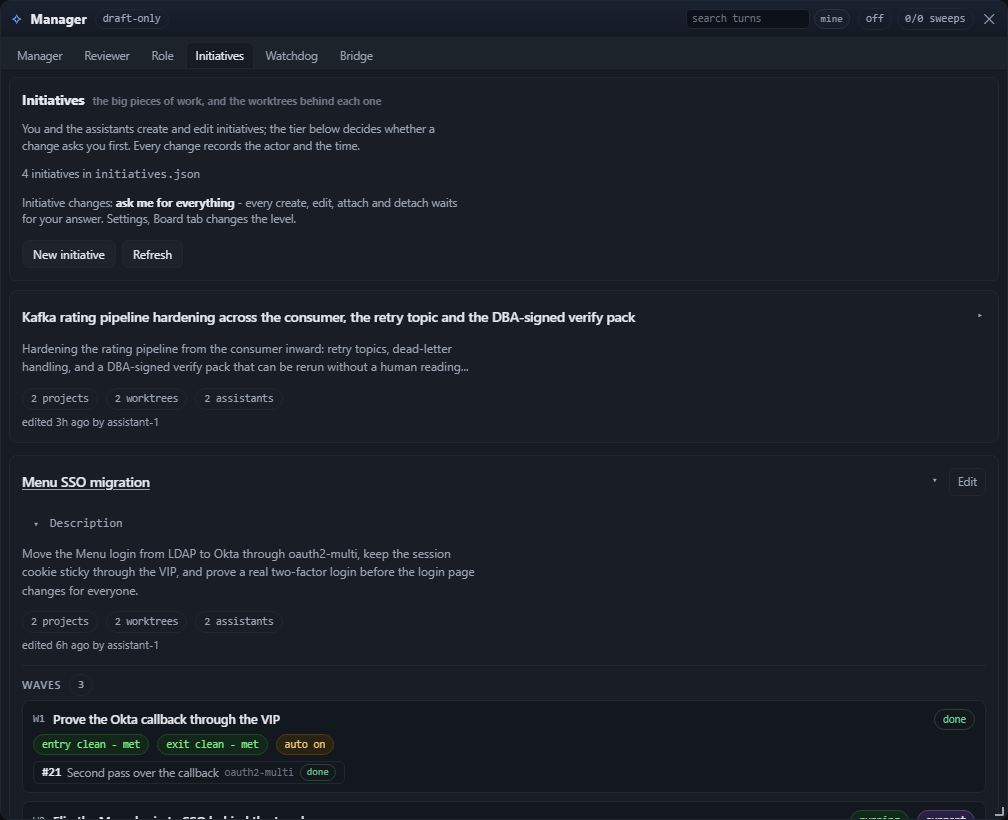 Manager draft-only search turns mine off 0/0 sweeps
Manager Reviewer Role Initiatives Watchdog Bridge
Initiatives the big pieces of work, and the worktrees behind each one
You and the assistants create and edit initiatives; the tier below decides whether a
change asks you first. Every change records the actor and the time.
4 initiatives in initiatives.json
Initiative changes: ask me for everything - every create, edit, attach and detach waits
for your answer. Settings, Board tab changes the level.
New initiative Refresh
Kafka rating pipeline hardening across the consumer, the retry topic and the DBA-signed verify pack
Hardening the rating pipeline from the consumer inward: retry topics, dead-letter
handling, and a DBA-signed verify pack that can be rerun without a human reading...
2 projects 2 worktrees 2 assistants
edited 3h ago by assistant-1
Menu SSO migration Edit
Description
Move the Menu login from LDAP to Okta through oauth2-multi, keep the session
cookie sticky through the VIP, and prove a real two-factor login before the login page
changes for everyone.
2 projects 2 worktrees 2 assistants
edited 6h ago by assistant-1
WAVES 3
W1 Prove the Okta callback through the VIP done
entry clean - met exit clean - met auto on
#21 Second pass over the callback oauth2-multi done